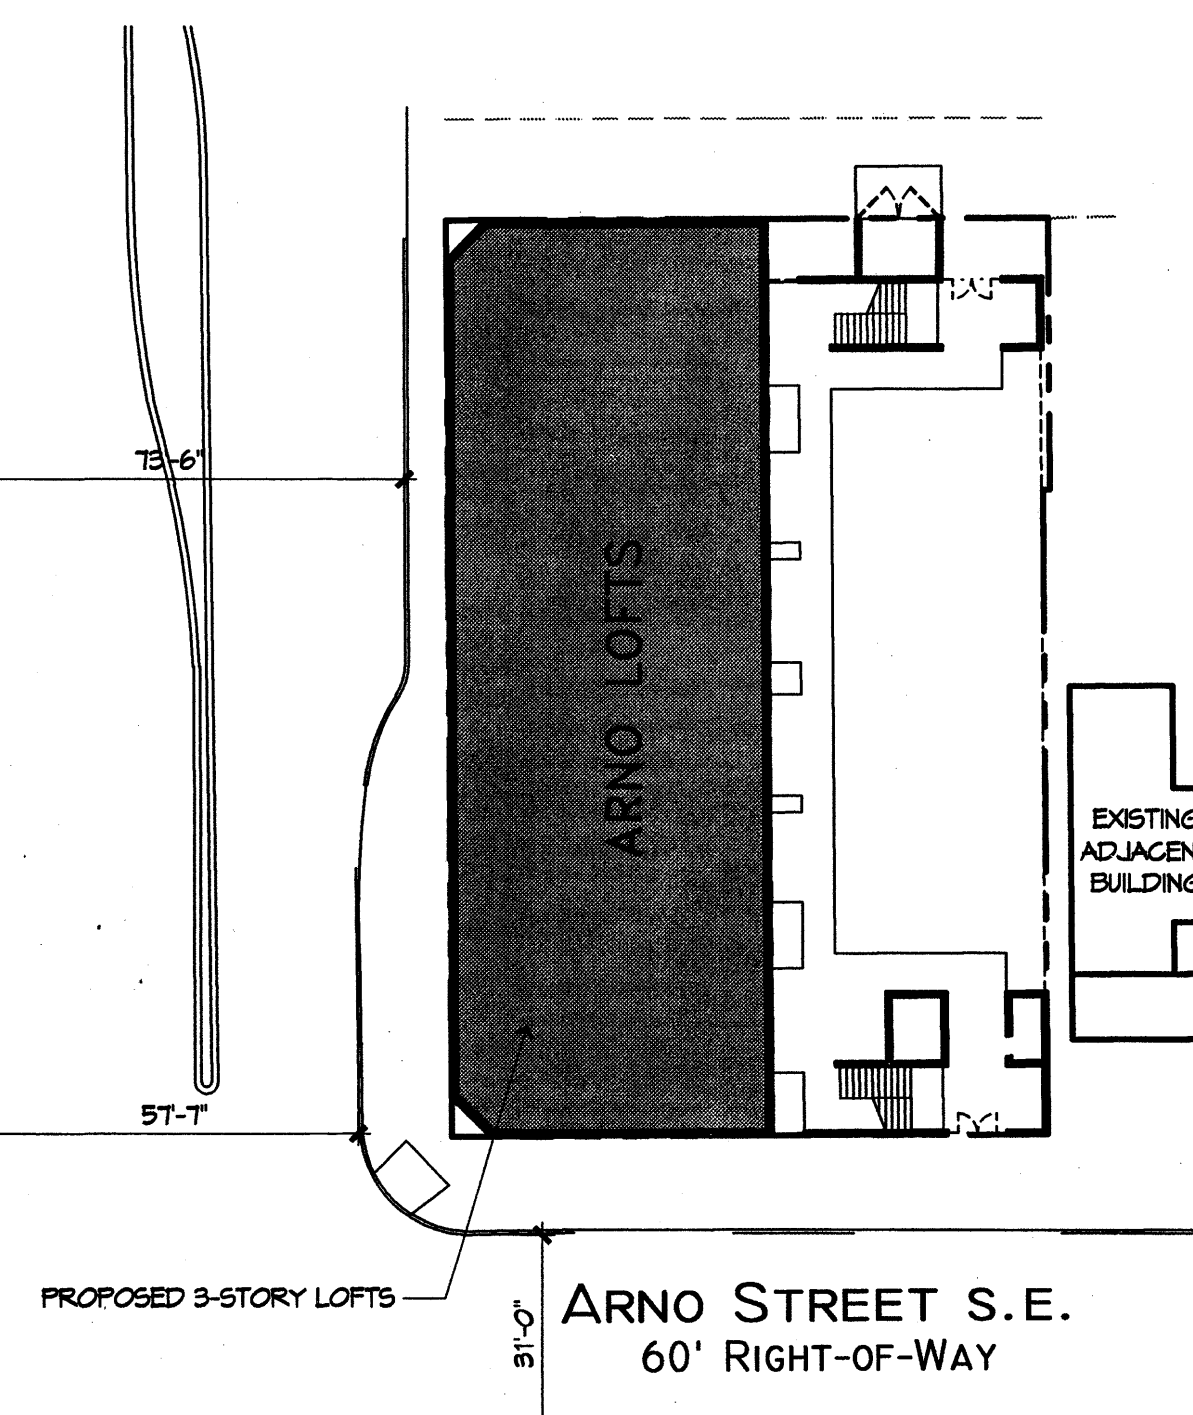 73'-6"
ARNO LOFTS
EXISTING
ADJACEN
BUILDING
57'-7"
PROPOSED 3-STORY LOFTS
31'-0"
ARNO STREET S.E.
60' RIGHT-OF-WAY